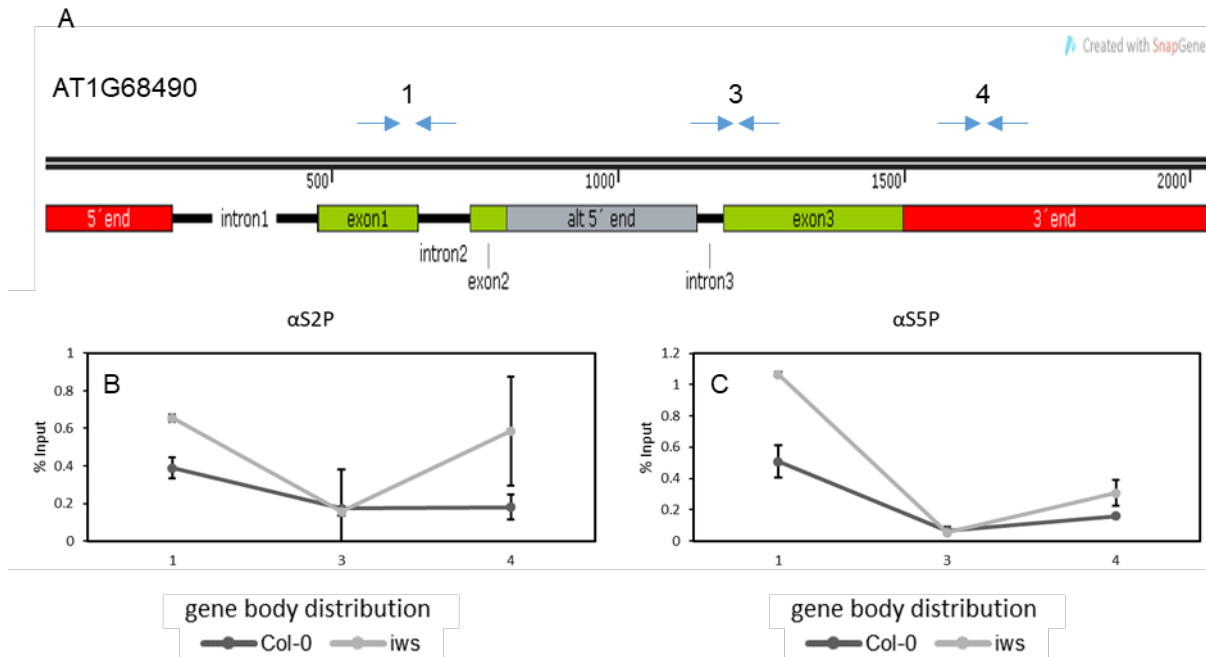 A
Created with SnapGene
AT1G68490
1 3 4
500 1000 1500 2000
5´end intron1 exon1 alt 5´ end exon3 3´end
intron2 exon2 intron3
αS2P αS5P
B C
1
0.8
0.6
0.4
0.2
0
% Input
1 3 4
1.2
1
0.8
0.6
0.4
0.2
0
% Input
1 3 4
gene body distribution
Col-0 iws
gene body distribution
Col-0 iws